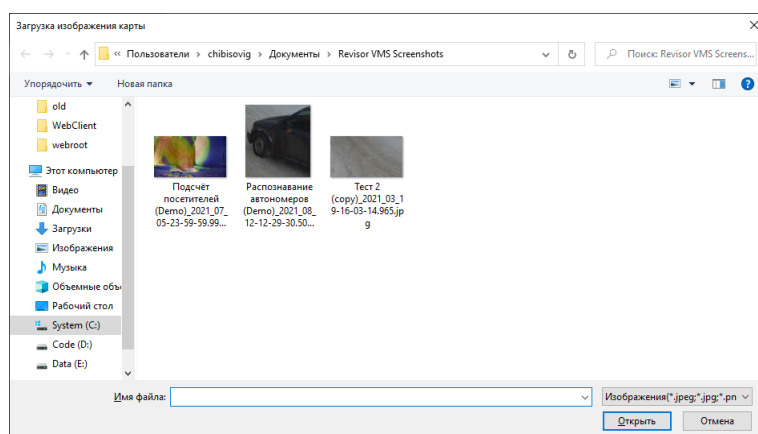 Загрузка изображения карты
« Пользователи › chibisovig › Документы › Revisor VMS Screenshots
Поиск: Revisor VMS Screens...
Упорядочить
Новая папка
old
WebClient
webroot
Этот компьютер
Видео
Документы
Загрузки
Изображения
Музыка
Объемные объ
Рабочий стол
System (C:)
Code (D:)
Data (E:)
Подсчёт
посетителей
(Demo)_2021_07_
05-23-59-59.99...
Распознавание
автономеров
(Demo)_2021_08_
12-12-29-30.50...
Тест 2
(copy)_2021_03_1
9-16-03-14.965.jp
g
Имя файла:
Изображения(*.jpeg;*.jpg;*.pn
Открыть
Отмена